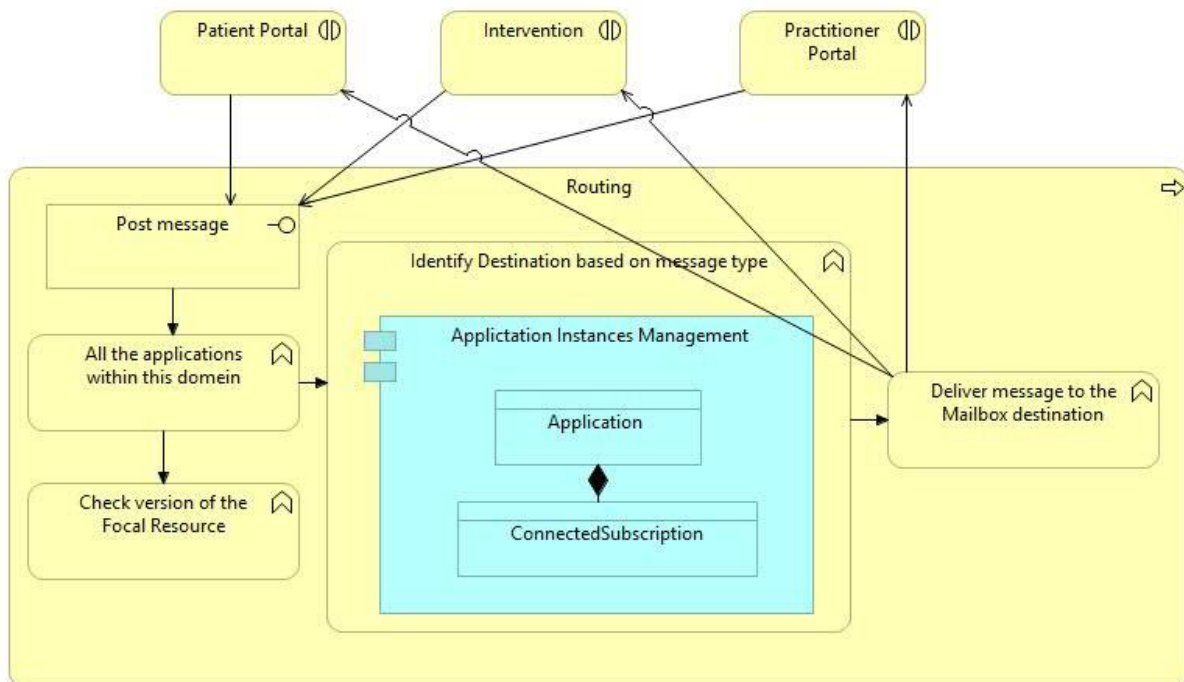 Patient Portal
Intervention
Practitioner
Portal
Routing
Post message
Identify Destination based on message type
Applictation Instances Management
All the applications
within this domein
Application
Deliver message to the
Mailbox destination
Check version of the
Focal Resource
ConnectedSubscription